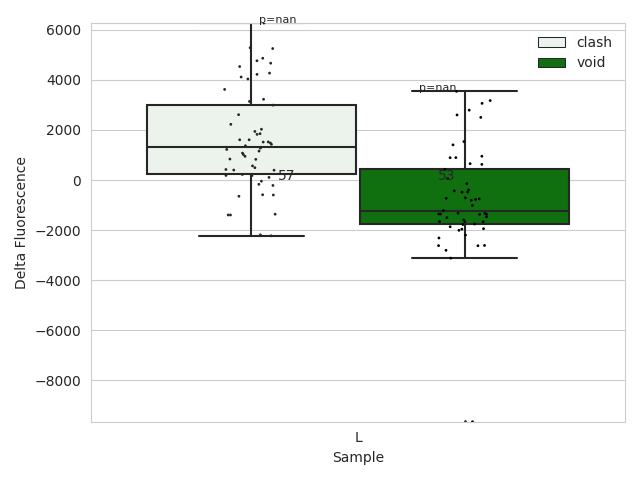 p=nan
p=nan
clash
void
6000
4000
2000
0
−2000
−4000
−6000
−8000
57
53
Delta Fluorescence
L
Sample